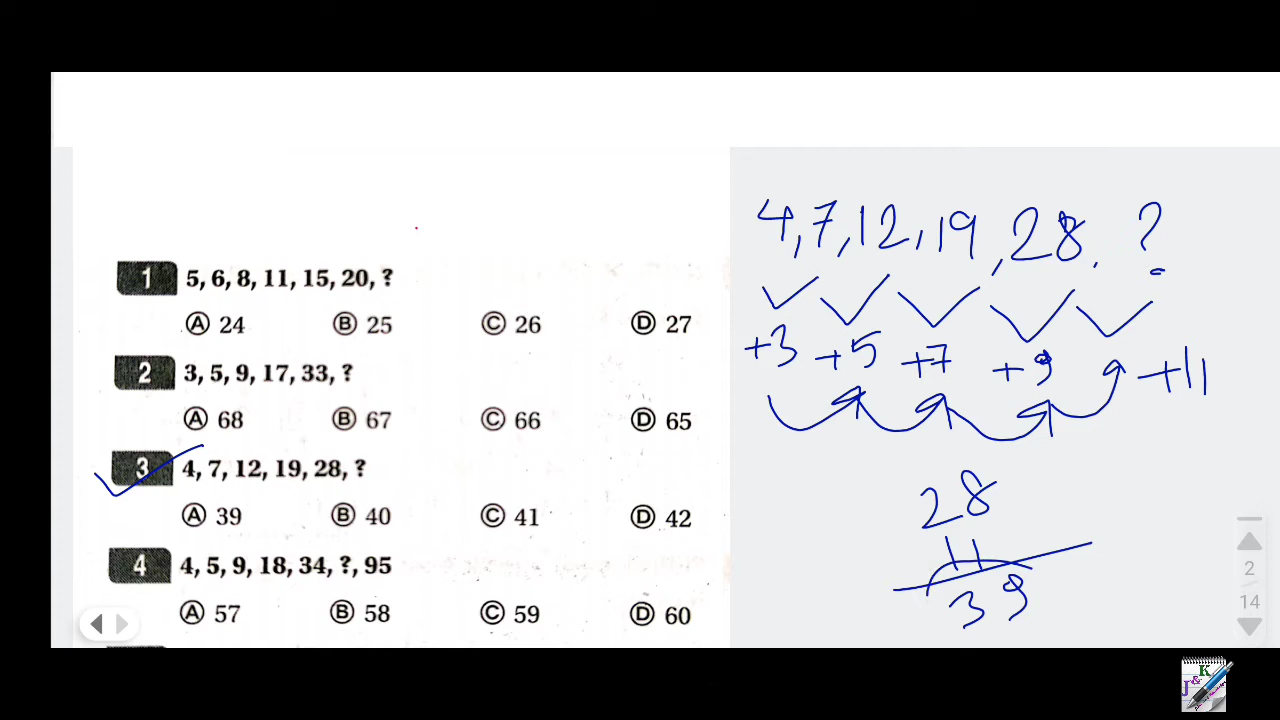 1 5, 6, 8, 11, 15, 20, ?
Ⓐ 24 Ⓑ 25 Ⓒ 26 Ⓓ 27
2 3, 5, 9, 17, 33, ?
Ⓐ 68 Ⓑ 67 Ⓒ 66 Ⓓ 65
3 4, 7, 12, 19, 28, ?
Ⓐ 39 Ⓑ 40 Ⓒ 41 Ⓓ 42
4 4, 5, 9, 18, 34, ?, 95
Ⓐ 57 Ⓑ 58 Ⓒ 59 Ⓓ 60
4, 7, 12, 19, 28, ?
+3 +5 +7 +9 +11
28
11
39
2
14
J&K